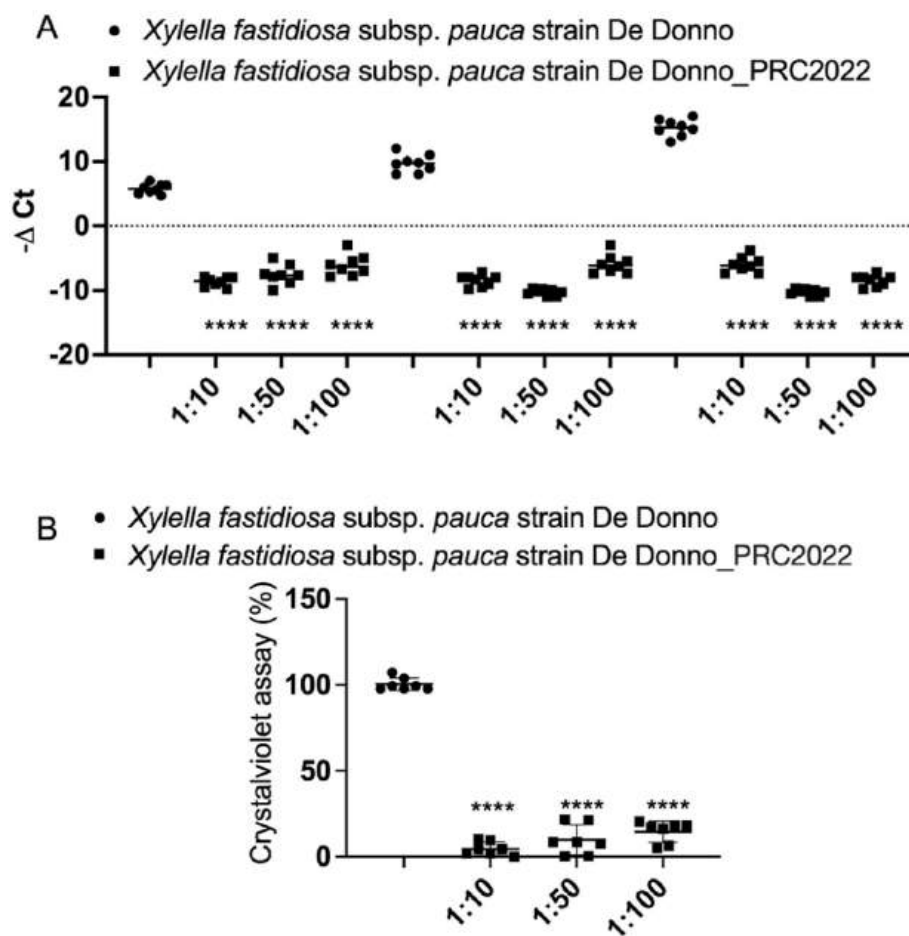 A
● Xylella fastidiosa subsp. pauca strain De Donno
■ Xylella fastidiosa subsp. pauca strain De Donno_PRC2022
20
10
0
-10
-20
-Δ Ct
**** **** **** **** **** **** **** **** ****
1:10 1:50 1:100 1:10 1:50 1:100 1:10 1:50 1:100
B
● Xylella fastidiosa subsp. pauca strain De Donno
■ Xylella fastidiosa subsp. pauca strain De Donno_PRC2022
150
100
50
0
Crystalviolet assay (%)
**** **** ****
1:10 1:50 1:100